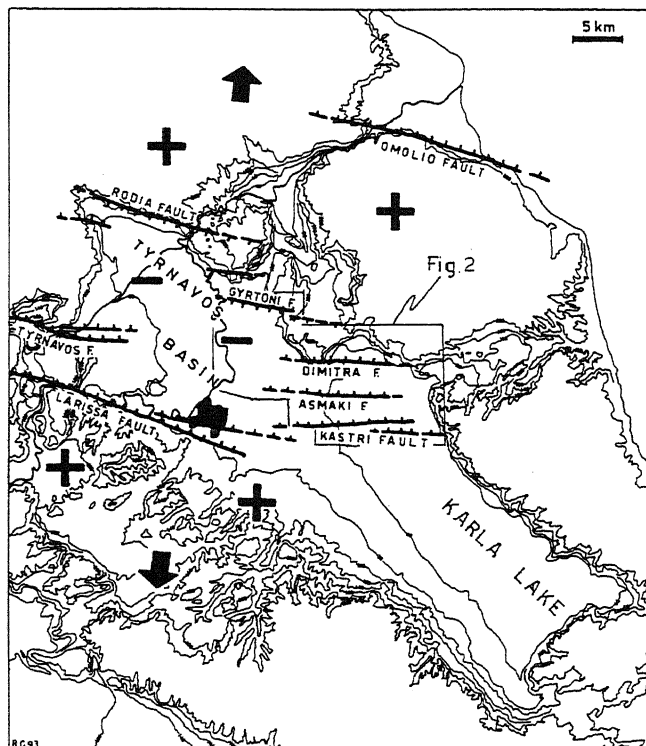 5 km
OMOLIO FAULT
RODIA FAULT
Fig.2
TYRNAVOS
BASIN
GYRTONI F.
TYRNAVOS F.
DIMITRA F.
ASMAKI F.
LARISSA FAULT
KASTRI FAULT
KARLA LAKE
RC93